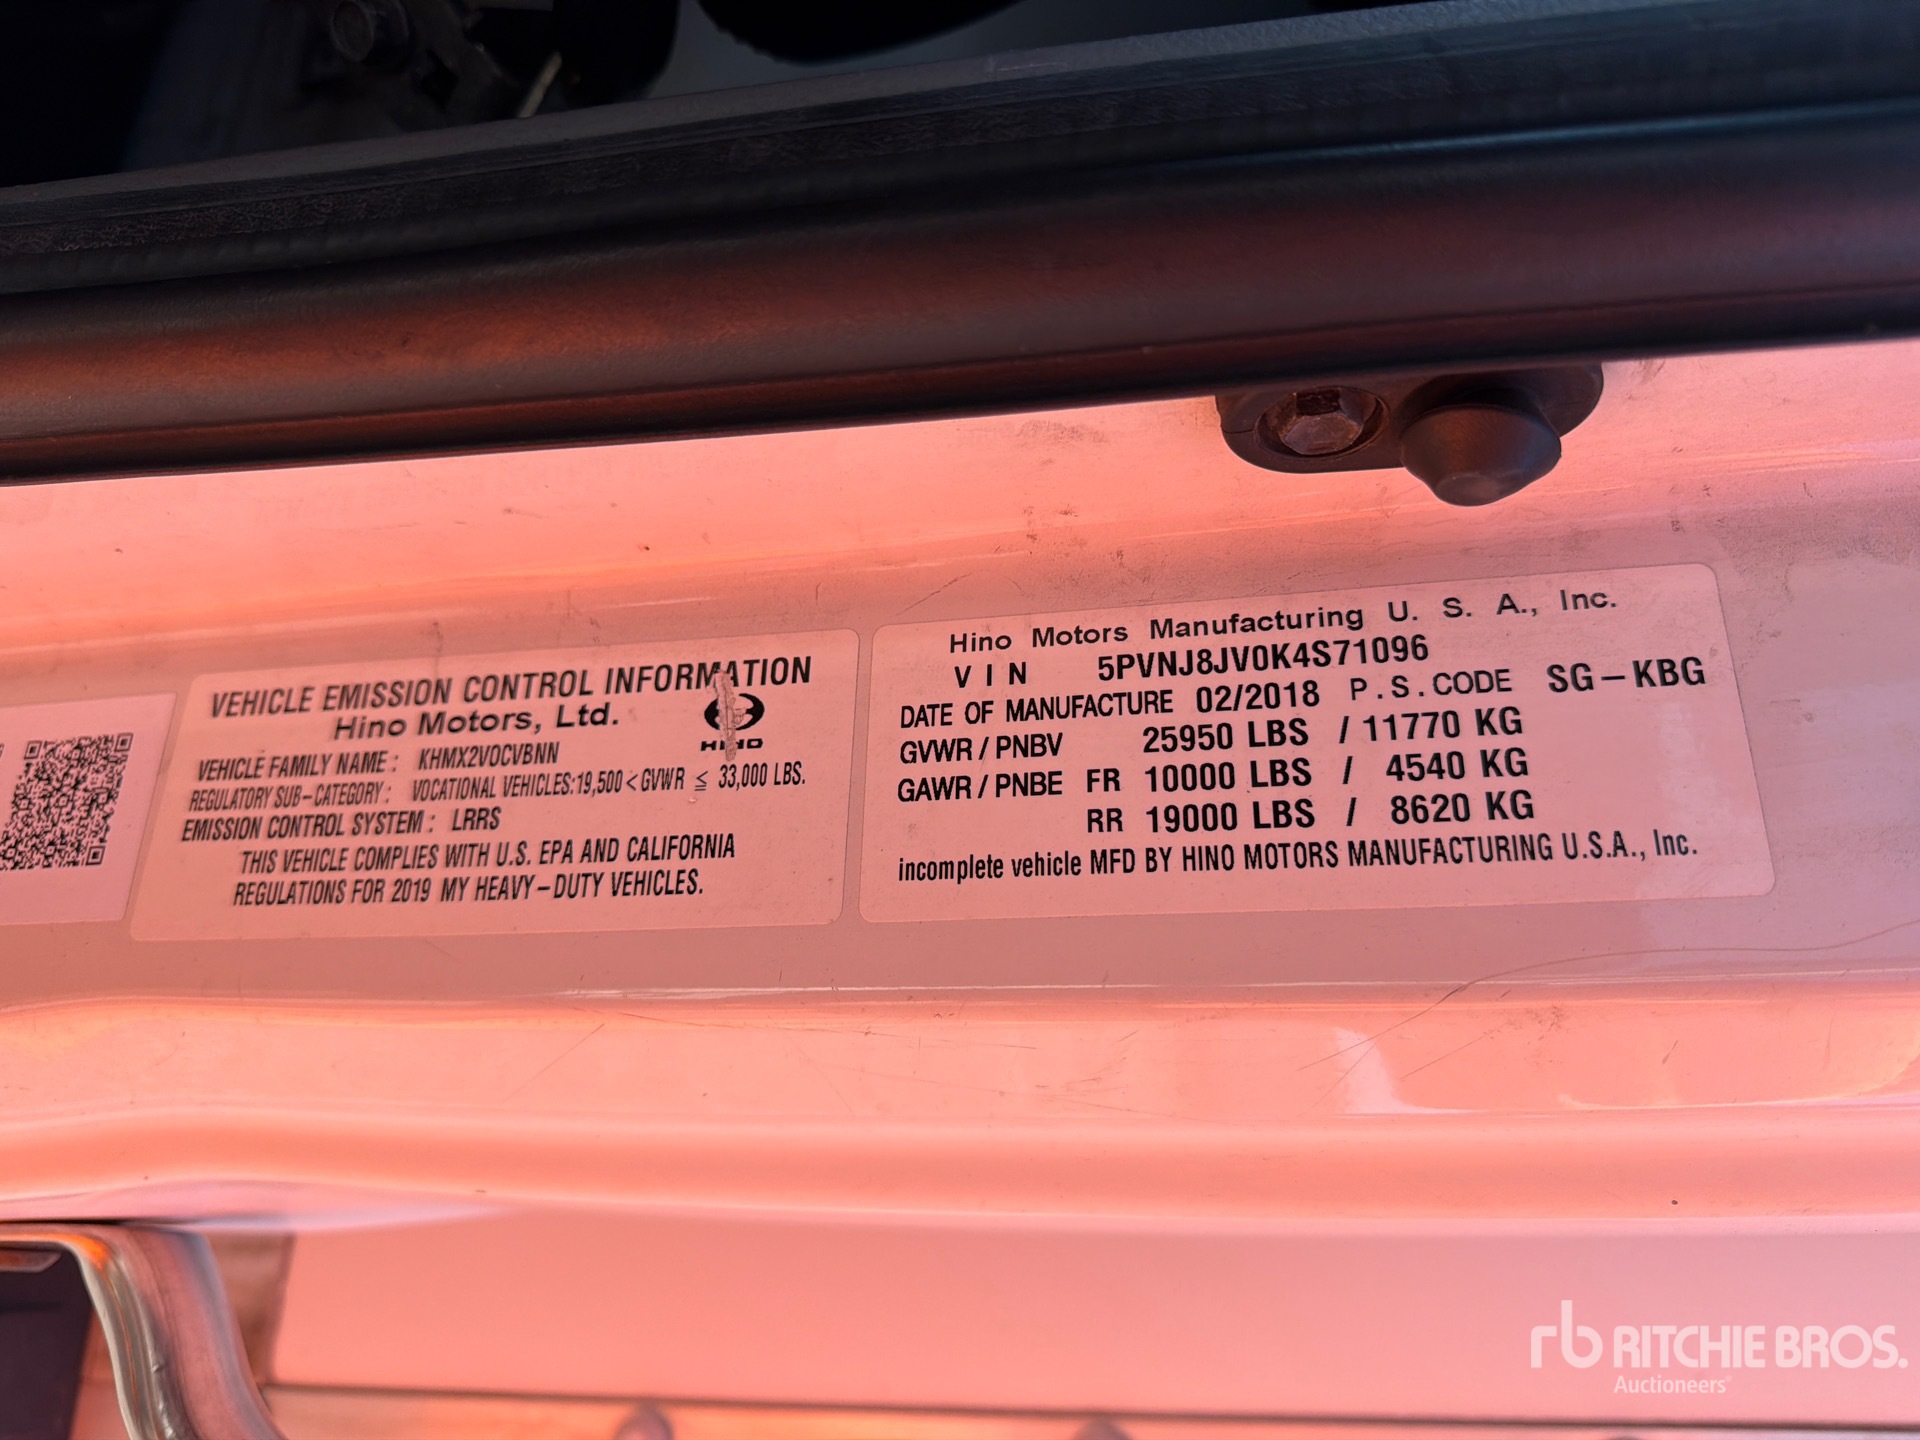 VEHICLE EMISSION CONTROL INFORMATION
Hino Motors, Ltd.
HINO
VEHICLE FAMILY NAME : KHMX2VOCVBNN
REGULATORY SUB-CATEGORY : VOCATIONAL VEHICLES:19,500<GVWR ≦ 33,000 LBS.
EMISSION CONTROL SYSTEM : LRRS
THIS VEHICLE COMPLIES WITH U.S. EPA AND CALIFORNIA
REGULATIONS FOR 2019 MY HEAVY-DUTY VEHICLES.
Hino Motors Manufacturing U. S. A., Inc.
V I N 5PVNJ8JV0K4S71096
DATE OF MANUFACTURE 02/2018 P.S.CODE SG-KBG
GVWR / PNBV 25950 LBS / 11770 KG
GAWR / PNBE FR 10000 LBS / 4540 KG
RR 19000 LBS / 8620 KG
incomplete vehicle MFD BY HINO MOTORS MANUFACTURING U.S.A., Inc.
rb RITCHIE BROS.
Auctioneers